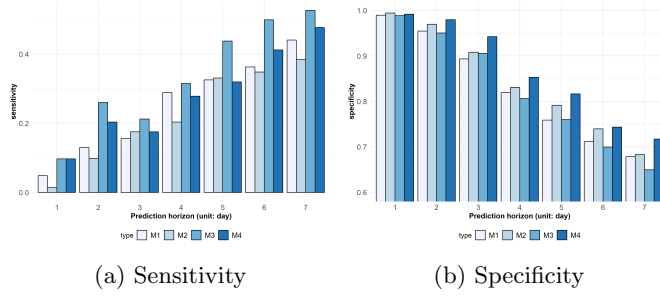 0.4
0.2
0.0
sensitivity
1 2 3 4 5 6 7
Prediction horizon (unit: day)
type M1 M2 M3 M4
(a) Sensitivity
1.0
0.9
0.8
0.7
0.6
specificity
1 2 3 4 5 6 7
Prediction horizon (unit: day)
type M1 M2 M3 M4
(b) Specificity